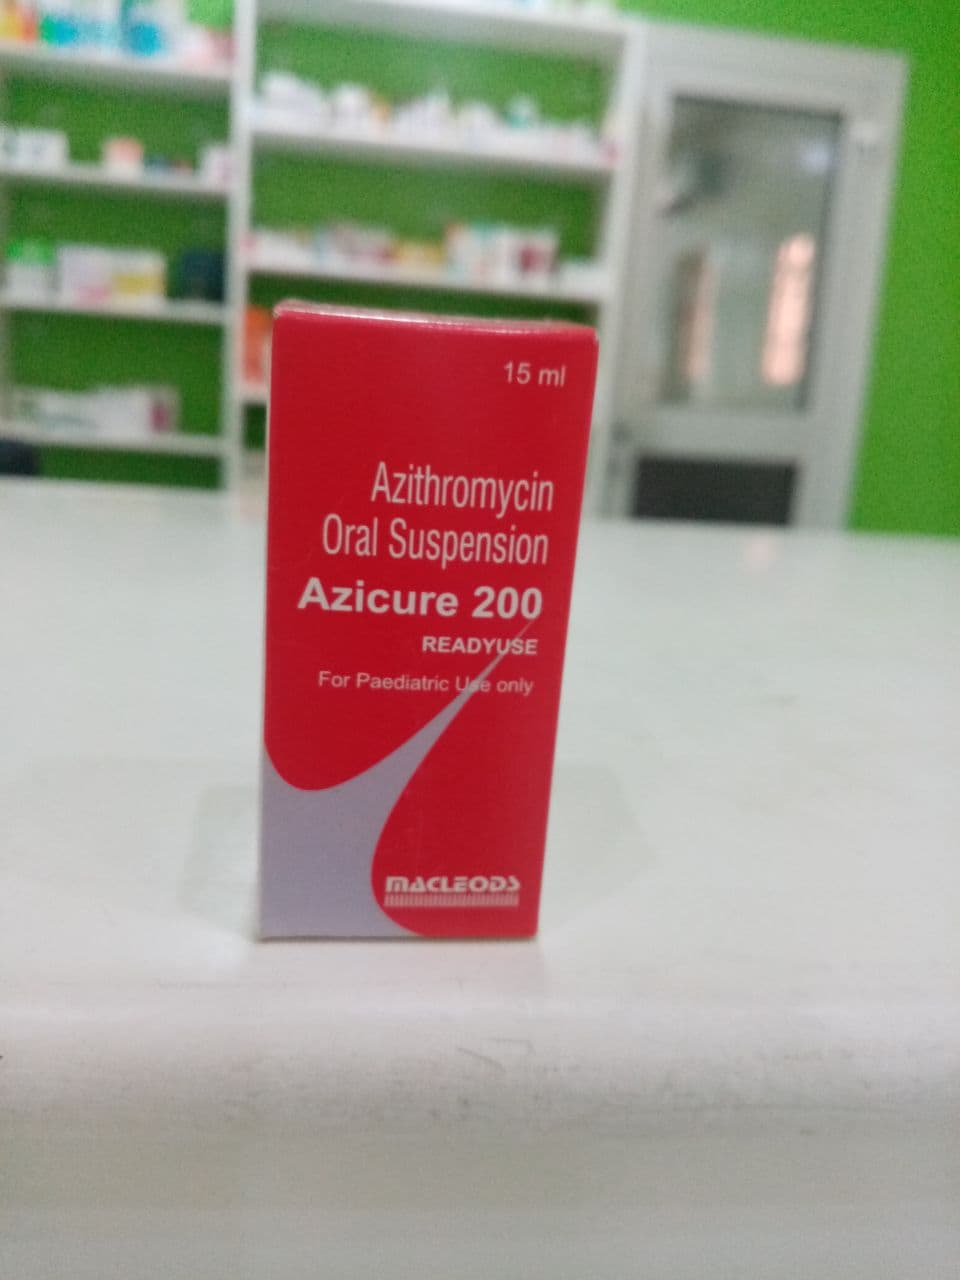 15 ml
Azithromycin
Oral Suspension
Azicure 200
READYUSE
For Paediatric Use only
MACLEODS